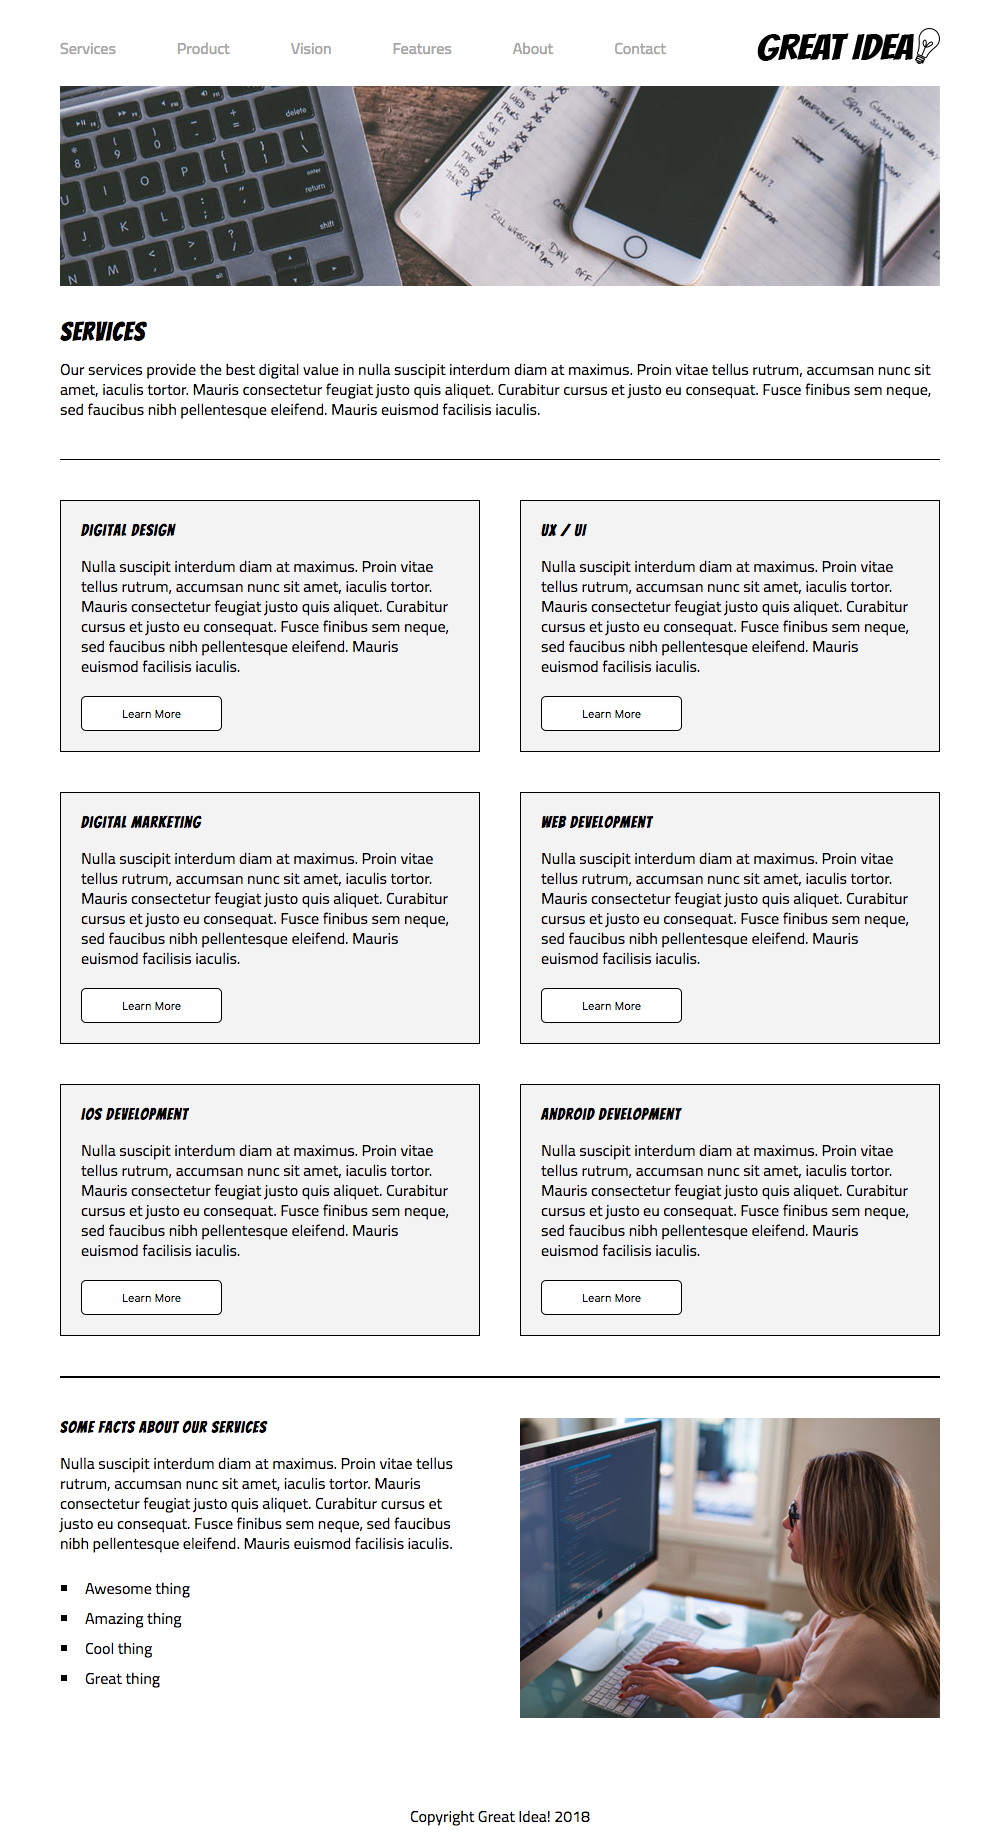 Services Product Vision Features About Contact GREAT IDEA
delete
enter
return
shift
BILL WEBSITE 9AM
DAY OFF
SERVICES
Our services provide the best digital value in nulla suscipit interdum diam at maximus. Proin vitae tellus rutrum, accumsan nunc sit
amet, iaculis tortor. Mauris consectetur feugiat justo quis aliquet. Curabitur cursus et justo eu consequat. Fusce finibus sem neque,
sed faucibus nibh pellentesque eleifend. Mauris euismod facilisis iaculis.
DIGITAL DESIGN
Nulla suscipit interdum diam at maximus. Proin vitae
tellus rutrum, accumsan nunc sit amet, iaculis tortor.
Mauris consectetur feugiat justo quis aliquet. Curabitur
cursus et justo eu consequat. Fusce finibus sem neque,
sed faucibus nibh pellentesque eleifend. Mauris
euismod facilisis iaculis.
Learn More
UX / UI
Nulla suscipit interdum diam at maximus. Proin vitae
tellus rutrum, accumsan nunc sit amet, iaculis tortor.
Mauris consectetur feugiat justo quis aliquet. Curabitur
cursus et justo eu consequat. Fusce finibus sem neque,
sed faucibus nibh pellentesque eleifend. Mauris
euismod facilisis iaculis.
Learn More
DIGITAL MARKETING
Nulla suscipit interdum diam at maximus. Proin vitae
tellus rutrum, accumsan nunc sit amet, iaculis tortor.
Mauris consectetur feugiat justo quis aliquet. Curabitur
cursus et justo eu consequat. Fusce finibus sem neque,
sed faucibus nibh pellentesque eleifend. Mauris
euismod facilisis iaculis.
Learn More
WEB DEVELOPMENT
Nulla suscipit interdum diam at maximus. Proin vitae
tellus rutrum, accumsan nunc sit amet, iaculis tortor.
Mauris consectetur feugiat justo quis aliquet. Curabitur
cursus et justo eu consequat. Fusce finibus sem neque,
sed faucibus nibh pellentesque eleifend. Mauris
euismod facilisis iaculis.
Learn More
IOS DEVELOPMENT
Nulla suscipit interdum diam at maximus. Proin vitae
tellus rutrum, accumsan nunc sit amet, iaculis tortor.
Mauris consectetur feugiat justo quis aliquet. Curabitur
cursus et justo eu consequat. Fusce finibus sem neque,
sed faucibus nibh pellentesque eleifend. Mauris
euismod facilisis iaculis.
Learn More
ANDROID DEVELOPMENT
Nulla suscipit interdum diam at maximus. Proin vitae
tellus rutrum, accumsan nunc sit amet, iaculis tortor.
Mauris consectetur feugiat justo quis aliquet. Curabitur
cursus et justo eu consequat. Fusce finibus sem neque,
sed faucibus nibh pellentesque eleifend. Mauris
euismod facilisis iaculis.
Learn More
SOME FACTS ABOUT OUR SERVICES
Nulla suscipit interdum diam at maximus. Proin vitae tellus
rutrum, accumsan nunc sit amet, iaculis tortor. Mauris
consectetur feugiat justo quis aliquet. Curabitur cursus et
justo eu consequat. Fusce finibus sem neque, sed faucibus
nibh pellentesque eleifend. Mauris euismod facilisis iaculis.
Awesome thing
Amazing thing
Cool thing
Great thing
Copyright Great Idea! 2018